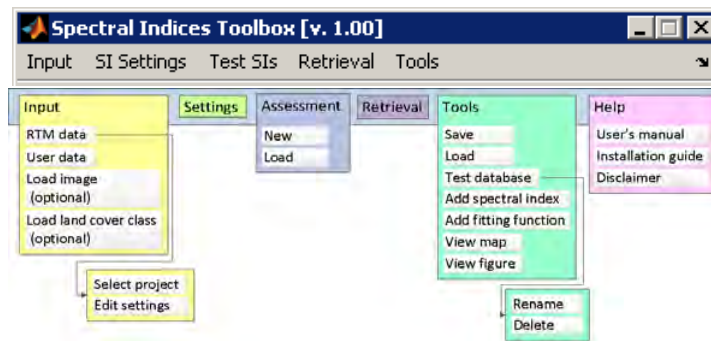 Spectral Indices Toolbox [v. 1.00]
Input SI Settings Test SIs Retrieval Tools
Input
RTM data
User data
Load image
(optional)
Load land cover class
(optional)
Select project
Edit settings
Settings
Assessment
New
Load
Retrieval
Tools
Save
Load
Test database
Add spectral index
Add fitting function
View map
View figure
Rename
Delete
Help
User's manual
Installation guide
Disclaimer